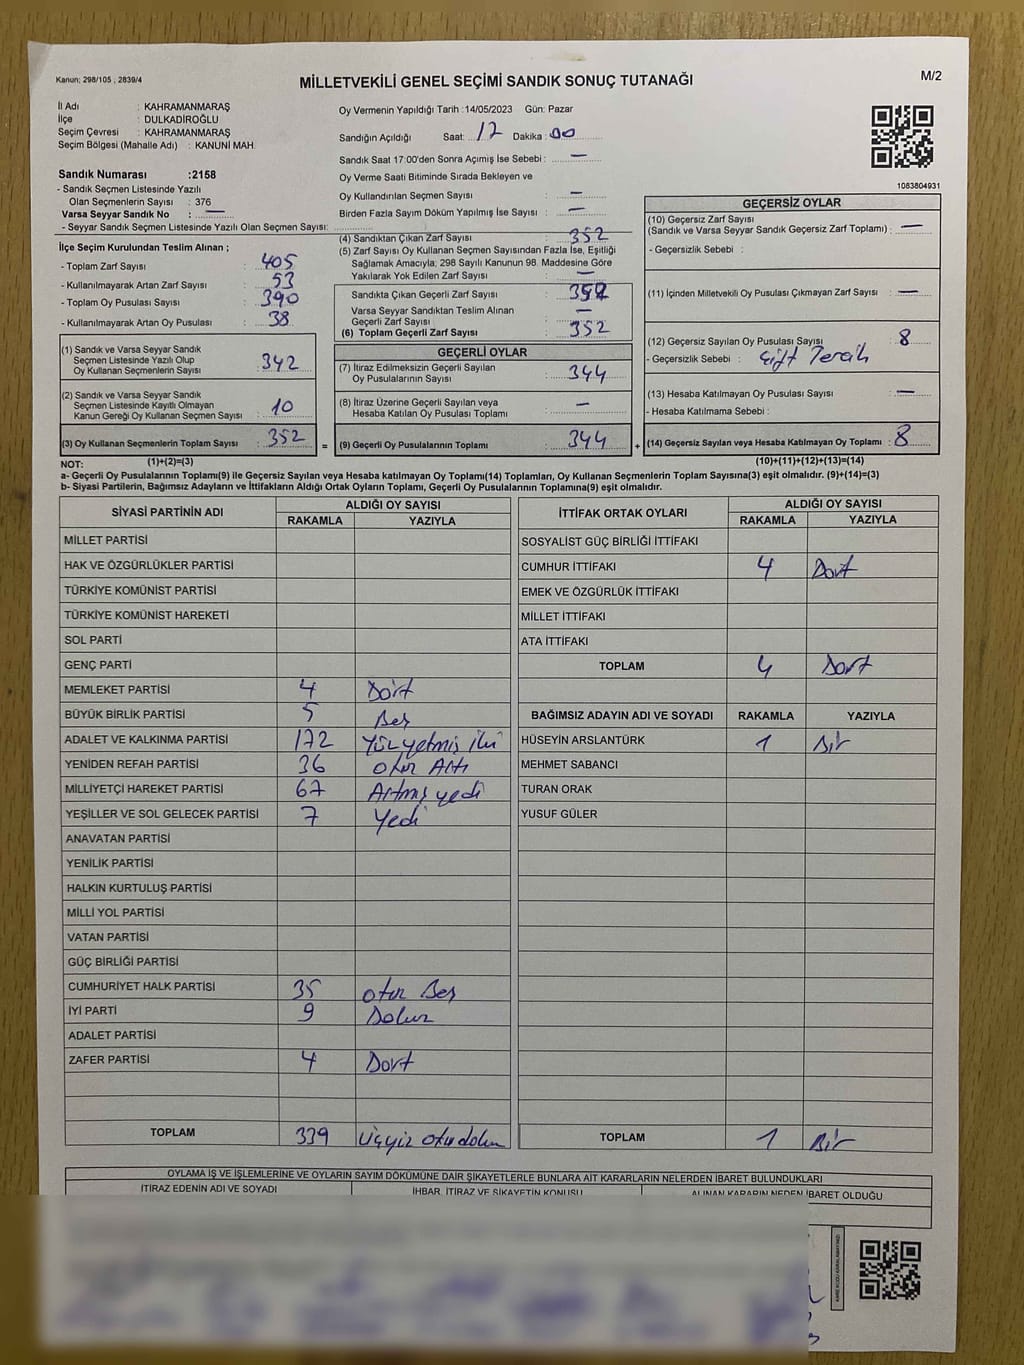 Kanun; 298/105 ; 2839/4
MİLLETVEKİLİ GENEL SEÇİMİ SANDIK SONUÇ TUTANAĞI
M/2
İl Adı : KAHRAMANMARAŞ
İlçe : DULKADİROĞLU
Seçim Çevresi : KAHRAMANMARAŞ
Seçim Bölgesi (Mahalle Adı) : KANUNİ MAH.
Sandık Numarası :2158
- Sandık Seçmen Listesinde Yazılı
Olan Seçmenlerin Sayısı : 376
Varsa Seyyar Sandık No : —
- Seyyar Sandık Seçmen Listesinde Yazılı Olan Seçmen Sayısı:
Oy Vermenin Yapıldığı Tarih :14/05/2023 Gün: Pazar
Sandığın Açıldığı Saat: 17 Dakika : 00
Sandık Saat 17:00'den Sonra Açımış İse Sebebi : —
Oy Verme Saati Bitiminde Sırada Bekleyen ve
Oy Kullandırılan Seçmen Sayısı : —
Birden Fazla Sayım Döküm Yapılmış İse Sayısı : —
1083804931
İlçe Seçim Kurulundan Teslim Alınan ;
- Toplam Zarf Sayısı : 405
- Kullanılmayarak Artan Zarf Sayısı : 53
- Toplam Oy Pusulası Sayısı : 390
- Kullanılmayarak Artan Oy Pusulası : 38
(1) Sandık ve Varsa Seyyar Sandık
Seçmen Listesinde Yazılı Olup
Oy Kullanan Seçmenlerin Sayısı : 342
(2) Sandık ve Varsa Seyyar Sandık
Seçmen Listesinde Kayıtlı Olmayan
Kanun Gereği Oy Kullanan Seçmen Sayısı : 10
(3) Oy Kullanan Seçmenlerin Toplam Sayısı : 352 =
(4) Sandıktan Çıkan Zarf Sayısı : 352
(5) Zarf Sayısı Oy Kullanan Seçmen Sayısından Fazla İse, Eşitliği
Sağlamak Amacıyla, 298 Sayılı Kanunun 98. Maddesine Göre
Yakılarak Yok Edilen Zarf Sayısı : —
Sandıkta Çıkan Geçerli Zarf Sayısı : 352
Varsa Seyyar Sandıktan Teslim Alınan
Geçerli Zarf Sayısı : —
(6) Toplam Geçerli Zarf Sayısı : 352
GEÇERLİ OYLAR
(7) İtiraz Edilmeksizin Geçerli Sayılan
Oy Pusulalarının Sayısı : 344
(8) İtiraz Üzerine Geçerli Sayılan veya
Hesaba Katılan Oy Pusulası Toplamı : —
(9) Geçerli Oy Pusulalarının Toplamı : 344 +
GEÇERSİZ OYLAR
(10) Geçersiz Zarf Sayısı
(Sandık ve Varsa Seyyar Sandık Geçersiz Zarf Toplamı) : —
- Geçersizlik Sebebi :
(11) İçinden Milletvekili Oy Pusulası Çıkmayan Zarf Sayısı : —
(12) Geçersiz Sayılan Oy Pusulası Sayısı : 8
- Geçersizlik Sebebi : Çift Tercih
(13) Hesaba Katılmayan Oy Pusulası Sayısı : —
- Hesaba Katılmama Sebebi :
(14) Geçersiz Sayılan veya Hesaba Katılmayan Oy Toplamı : 8
NOT: (1)+(2)=(3) (10)+(11)+(12)+(13)=(14)
a- Geçerli Oy Pusulalarının Toplamı(9) ile Geçersiz Sayılan veya Hesaba katılmayan Oy Toplamı(14) Toplamları, Oy Kullanan Seçmenlerin Toplam Sayısına(3) eşit olmalıdır. (9)+(14)=(3)
b- Siyasi Partilerin, Bağımsız Adayların ve İttifakların Aldığı Ortak Oyların Toplamı, Geçerli Oy Pusulalarının Toplamına(9) eşit olmalıdır.
SİYASİ PARTİNİN ADI ALDIĞI OY SAYISI
RAKAMLA YAZIYLA
MİLLET PARTİSİ
HAK VE ÖZGÜRLÜKLER PARTİSİ
TÜRKİYE KOMÜNİST PARTİSİ
TÜRKİYE KOMÜNİST HAREKETİ
SOL PARTİ
GENÇ PARTİ
MEMLEKET PARTİSİ 4 Dört
BÜYÜK BİRLİK PARTİSİ 5 Beş
ADALET VE KALKINMA PARTİSİ 172 Yüz yetmiş iki
YENİDEN REFAH PARTİSİ 36 otuz Altı
MİLLİYETÇİ HAREKET PARTİSİ 67 Artmış yedi
YEŞİLLER VE SOL GELECEK PARTİSİ 7 Yedi
ANAVATAN PARTİSİ
YENİLİK PARTİSİ
HALKIN KURTULUŞ PARTİSİ
MİLLİ YOL PARTİSİ
VATAN PARTİSİ
GÜÇ BİRLİĞİ PARTİSİ
CUMHURİYET HALK PARTİSİ 35 otuz Beş
İYİ PARTİ 9 Dokuz
ADALET PARTİSİ
ZAFER PARTİSİ 4 Dört
TOPLAM 339 Üçyüz otuzdokuz
İTTİFAK ORTAK OYLARI ALDIĞI OY SAYISI
RAKAMLA YAZIYLA
SOSYALİST GÜÇ BİRLİĞİ İTTİFAKI
CUMHUR İTTİFAKI 4 Dört
EMEK VE ÖZGÜRLÜK İTTİFAKI
MİLLET İTTİFAKI
ATA İTTİFAKI
TOPLAM 4 Dört
BAĞIMSIZ ADAYIN ADI VE SOYADI RAKAMLA YAZIYLA
HÜSEYİN ARSLANTÜRK 1 Bir
MEHMET SABANCI
TURAN ORAK
YUSUF GÜLER
TOPLAM 1 Bir
OYLAMA İŞ VE İŞLEMLERİNE VE OYLARIN SAYIM DÖKÜMÜNE DAİR ŞİKAYETLERLE BUNLARA AİT KARARLARIN NELERDEN İBARET BULUNDUKLARI
İTİRAZ EDENİN ADI VE SOYADI İHBAR, İTİRAZ VE ŞİKAYETİN KONUSU ALINAN KARARIN NEDEN İBARET OLDUĞU